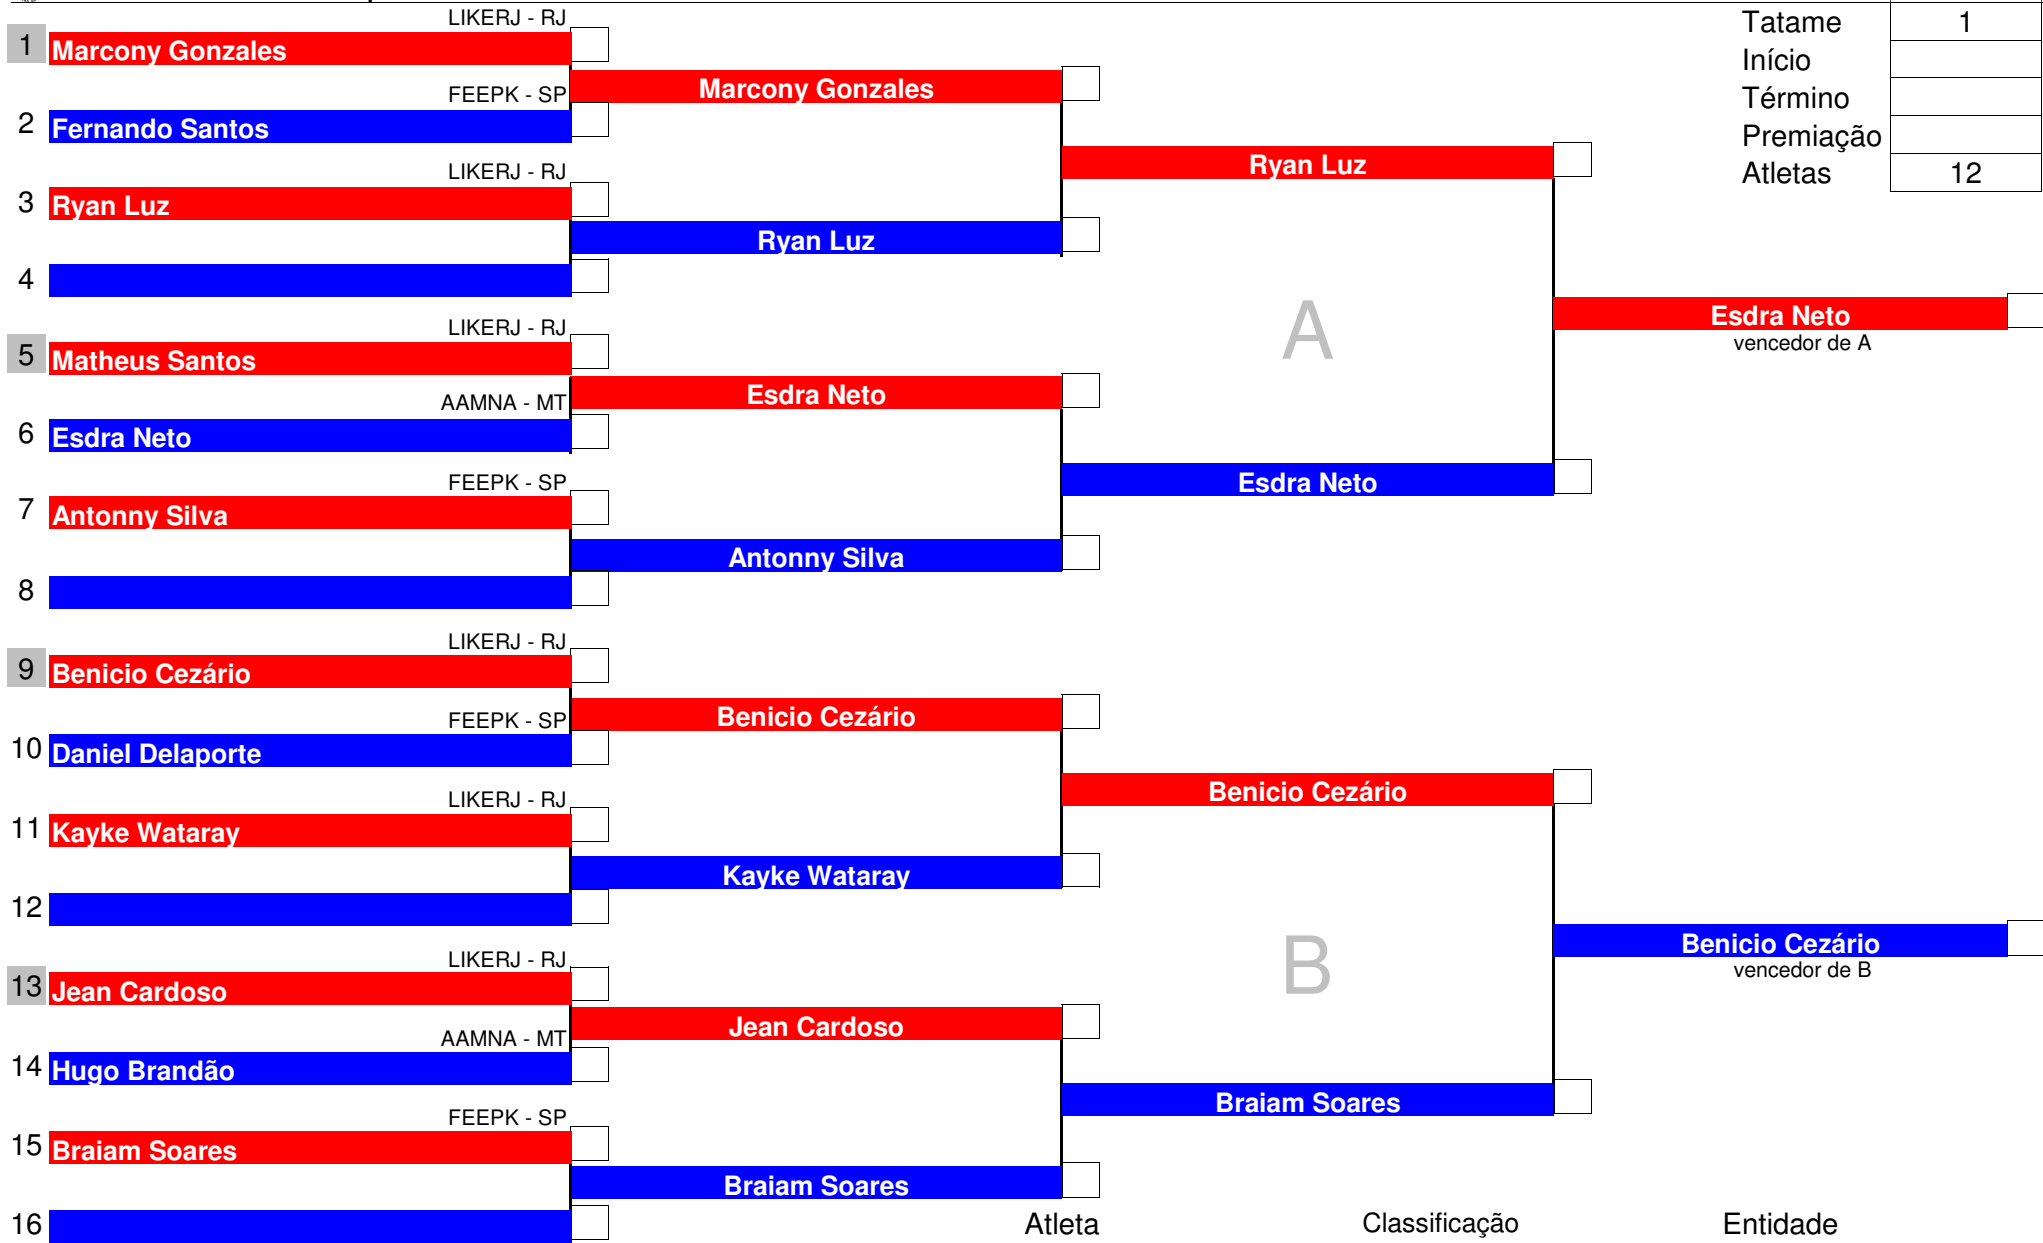 LIKERJ - RJ
1 Marcony Gonzales
FEEPK - SP
2 Fernando Santos
LIKERJ - RJ
3 Ryan Luz
4
LIKERJ - RJ
5 Matheus Santos
AAMNA - MT
6 Esdra Neto
FEEPK - SP
7 Antonny Silva
8
LIKERJ - RJ
9 Benicio Cezário
FEEPK - SP
10 Daniel Delaporte
LIKERJ - RJ
11 Kayke Wataray
12
LIKERJ - RJ
13 Jean Cardoso
AAMNA - MT
14 Hugo Brandão
FEEPK - SP
15 Braiam Soares
16
Marcony Gonzales
Ryan Luz
Esdra Neto
Antonny Silva
Benicio Cezário
Kayke Wataray
Jean Cardoso
Braiam Soares
Ryan Luz
A
Esdra Neto
Benicio Cezário
B
Braiam Soares
Esdra Neto
vencedor de A
Benicio Cezário
vencedor de B
Tatame 1
Início
Término
Premiação
Atletas 12
Atleta Classificação Entidade